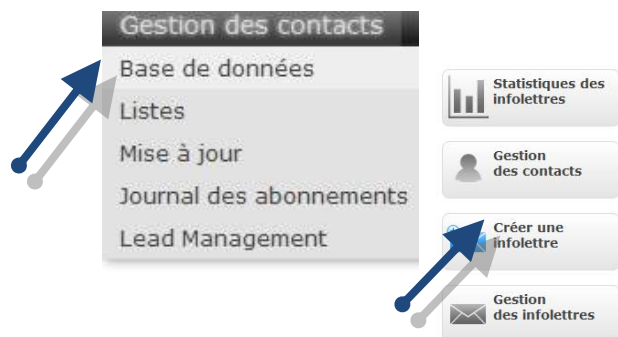 Gestion des contacts
Base de données
Listes
Mise à jour
Journal des abonnements
Lead Management
Statistiques des
infolettres
Gestion
des contacts
Créer une
infolettre
Gestion
des infolettres